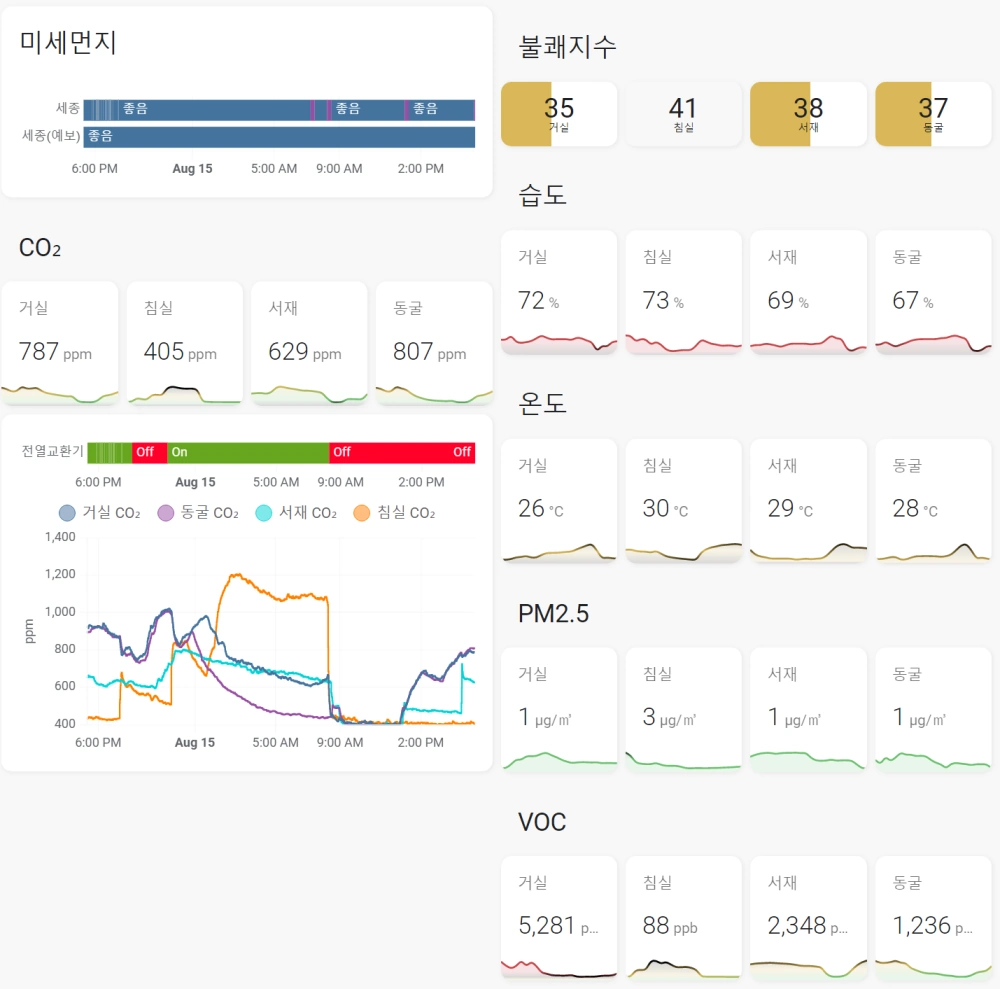 미세먼지
세종 좋음 좋음 좋음
세종(예보) 좋음
6:00 PM Aug 15 5:00 AM 9:00 AM 2:00 PM
CO₂
거실 침실 서재 동굴
787 ppm 405 ppm 629 ppm 807 ppm
전열교환기 Off On Off Off
6:00 PM Aug 15 5:00 AM 9:00 AM 2:00 PM
거실 CO₂ 동굴 CO₂ 서재 CO₂ 침실 CO₂
1,400
1,200
1,000
800
600
400
ppm
6:00 PM Aug 15 5:00 AM 9:00 AM 2:00 PM
불쾌지수
35 41 38 37
거실 침실 서재 동굴
습도
거실 침실 서재 동굴
72 % 73 % 69 % 67 %
온도
거실 침실 서재 동굴
26 °C 30 °C 29 °C 28 °C
PM2.5
거실 침실 서재 동굴
1 µg/㎥ 3 µg/㎥ 1 µg/㎥ 1 µg/㎥
VOC
거실 침실 서재 동굴
5,281 p... 88 ppb 2,348 p... 1,236 p...